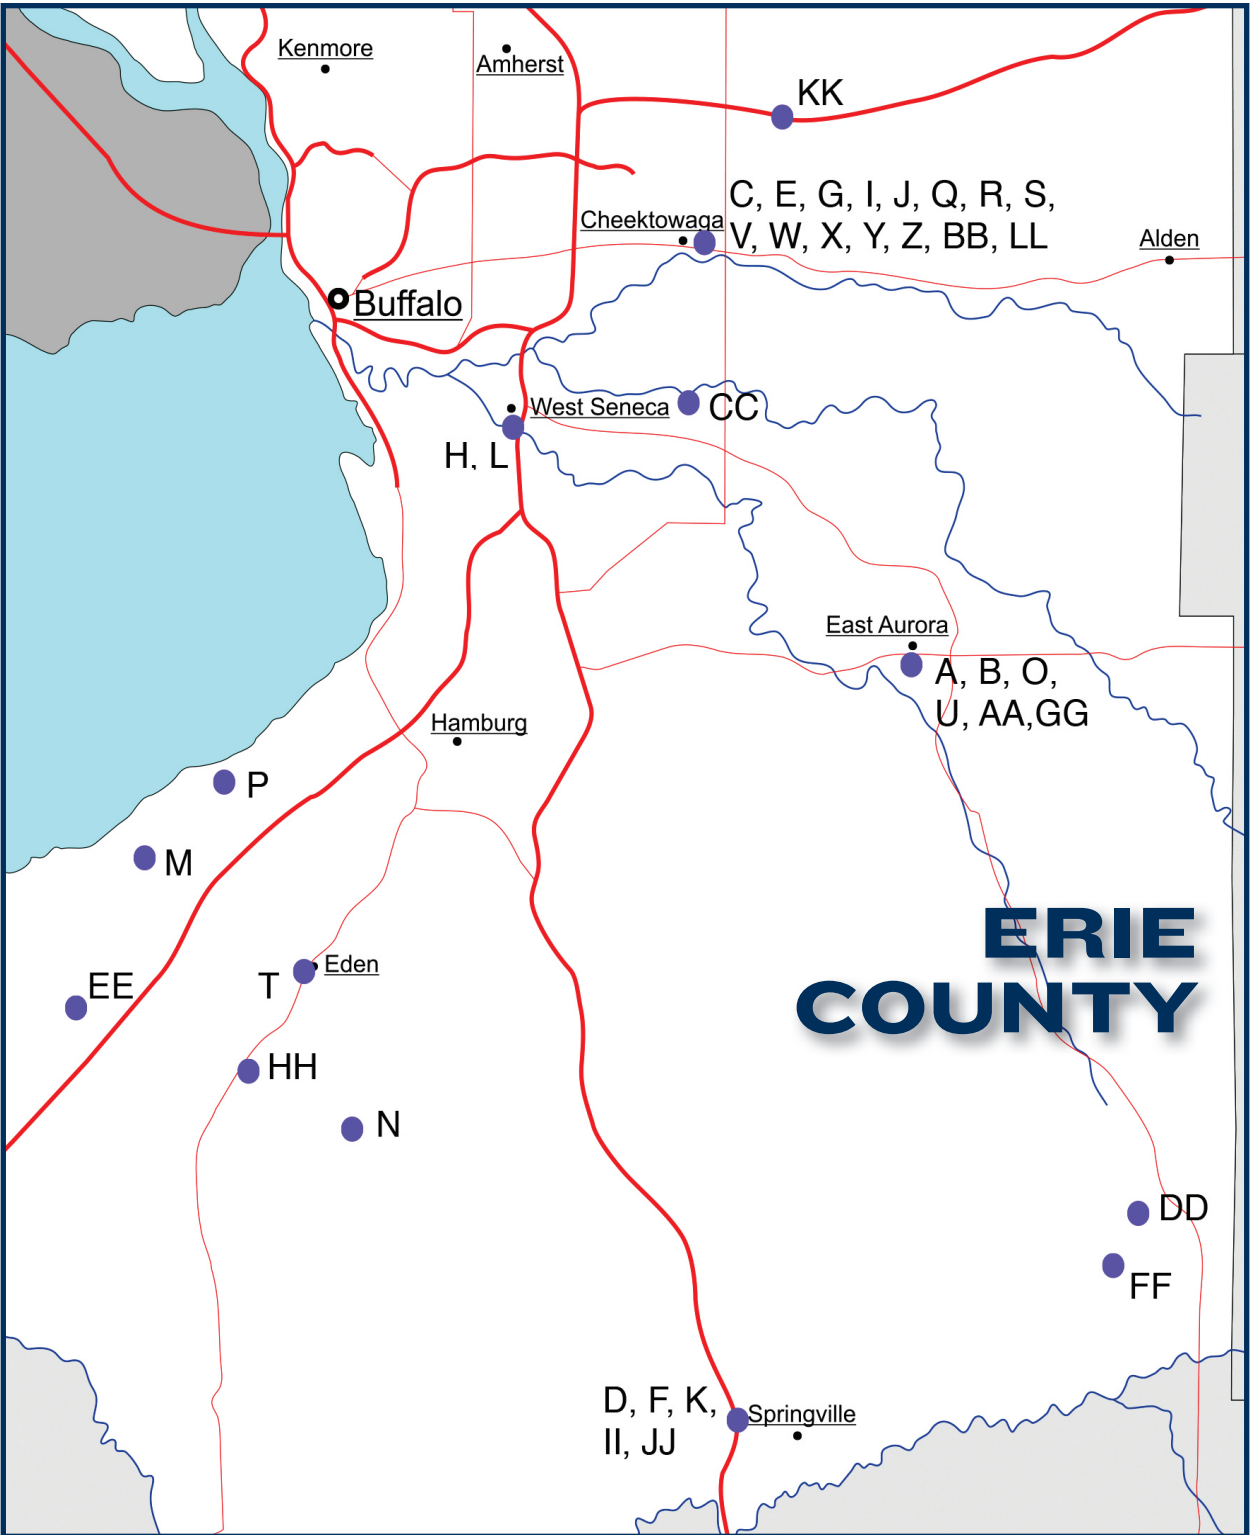 Kenmore
Amherst
KK
C, E, G, I, J, Q, R, S,
V, W, X, Y, Z, BB, LL
Cheektowaga
Alden
Buffalo
West Seneca
CC
H, L
East Aurora
A, B, O,
U, AA,GG
Hamburg
P
M
ERIE
COUNTY
Eden
T
EE
HH
N
DD
FF
D, F, K,
II, JJ
Springville